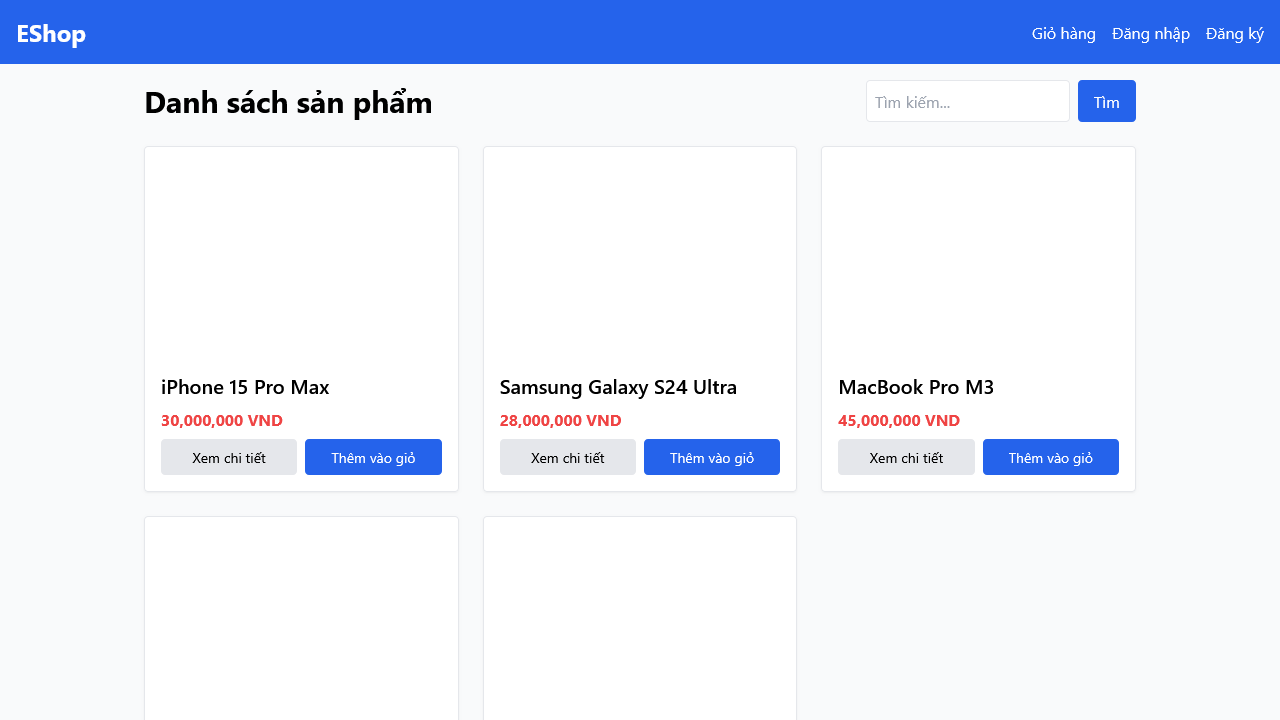 EShop
Giỏ hàng Đăng nhập Đăng ký
Danh sách sản phẩm
Tìm kiếm...
Tìm
iPhone 15 Pro Max
30,000,000 VND
Xem chi tiết
Thêm vào giỏ
Samsung Galaxy S24 Ultra
28,000,000 VND
Xem chi tiết
Thêm vào giỏ
MacBook Pro M3
45,000,000 VND
Xem chi tiết
Thêm vào giỏ